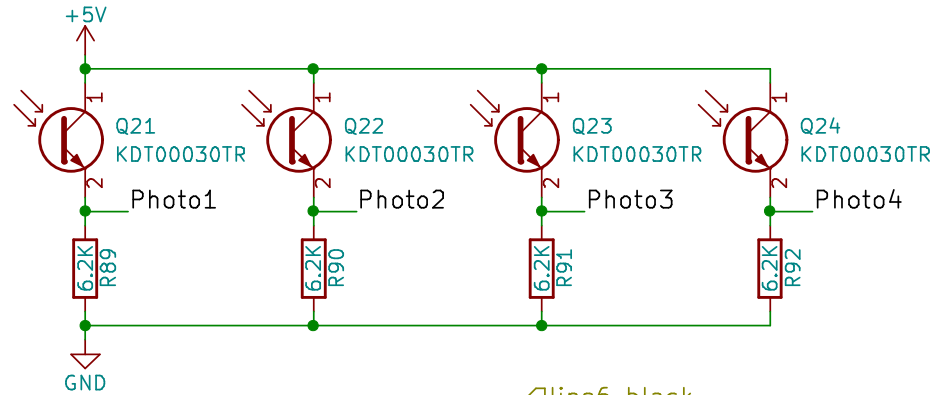 +5V
1 1 1 1
Q21 Q22 Q23 Q24
KDT00030TR KDT00030TR KDT00030TR KDT00030TR
2 2 2 2
Photo1 Photo2 Photo3 Photo4
6.2K R89 6.2K R90 6.2K R91 6.2K R92
GND